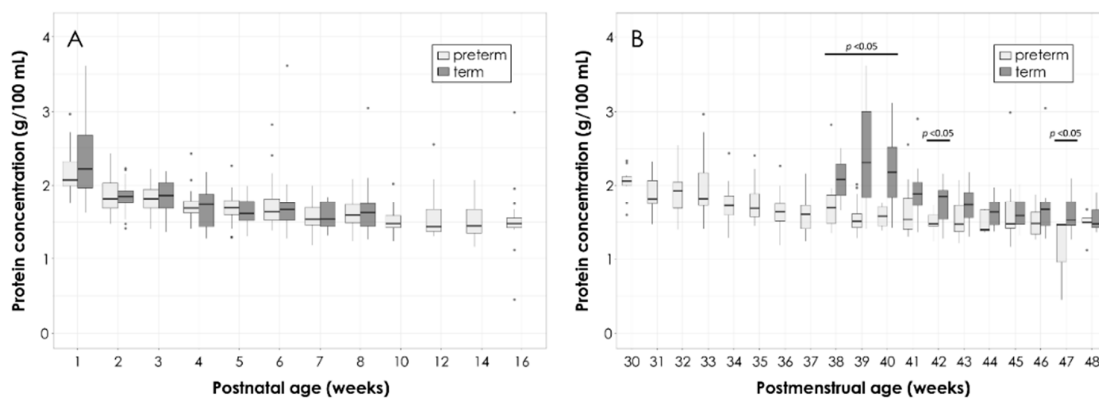 A
preterm
term
Protein concentration (g/100 mL)
4
3
2
1
0
1 2 3 4 5 6 7 8 10 12 14 16
Postnatal age (weeks)
B
p <0.05
preterm
term
p <0.05
p <0.05
Protein concentration (g/100 mL)
4
3
2
1
0
30 31 32 33 34 35 36 37 38 39 40 41 42 43 44 45 46 47 48
Postmenstrual age (weeks)